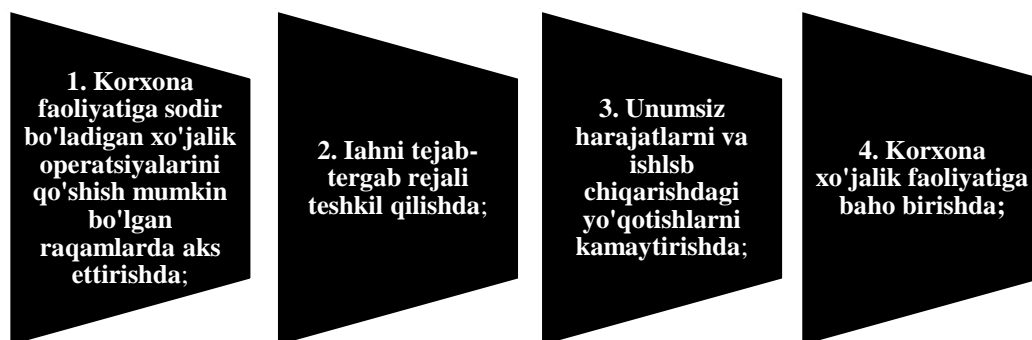 1. Korxona
faoliyatiga sodir
bo'ladigan xo'jalik
operatsiyalarini
qo'shish mumkin
bo'lgan
raqamlarda aks
ettirishda;
2. Iahni tejab-
tergab rejali
teshkil qilishda;
3. Unumsiz
harajatlarni va
ishlsb
chiqarishdagi
yo'qotishlarni
kamaytirishda;
4. Korxona
xo'jalik faoliyatiga
baho birishda;